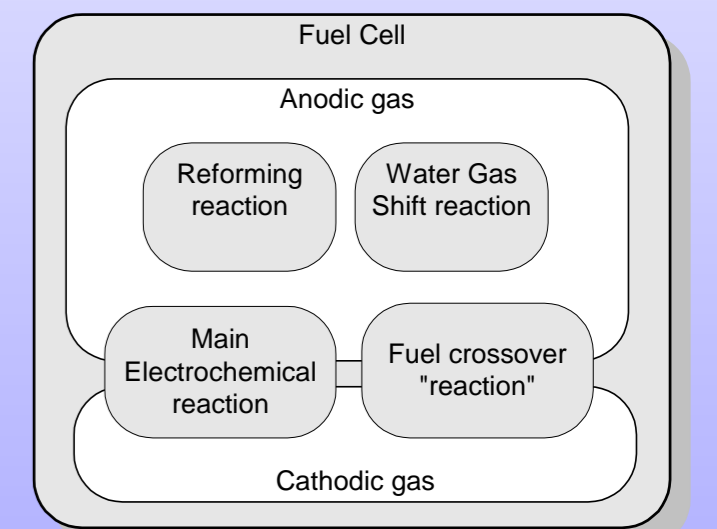 Fuel Cell
Anodic gas
Reforming
reaction
Water Gas
Shift reaction
Main
Electrochemical
reaction
Fuel crossover
"reaction"
Cathodic gas